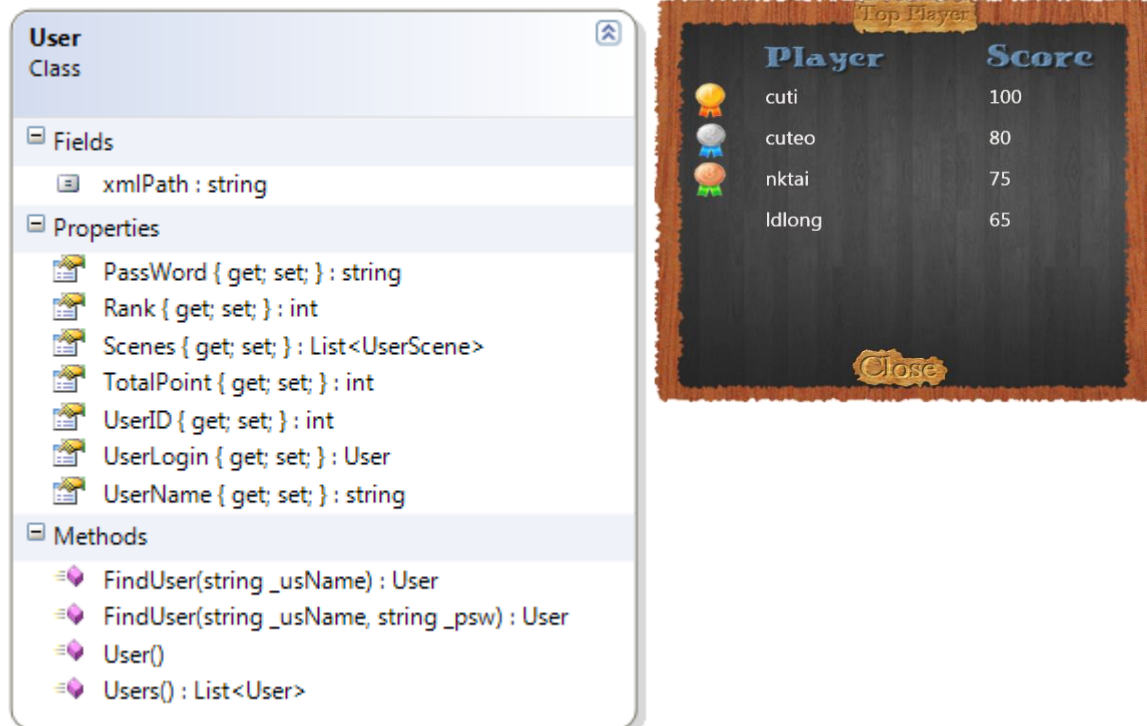 User
Class
Fields
xmlPath : string
Properties
PassWord { get; set; } : string
Rank { get; set; } : int
Scenes { get; set; } : List<UserScene>
TotalPoint { get; set; } : int
UserID { get; set; } : int
UserLogin { get; set; } : User
UserName { get; set; } : string
Methods
FindUser(string _usName) : User
FindUser(string _usName, string _psw) : User
User()
Users() : List<User>
Top Player
Player Score
cuti 100
cuteo 80
nktai 75
ldlong 65
Close